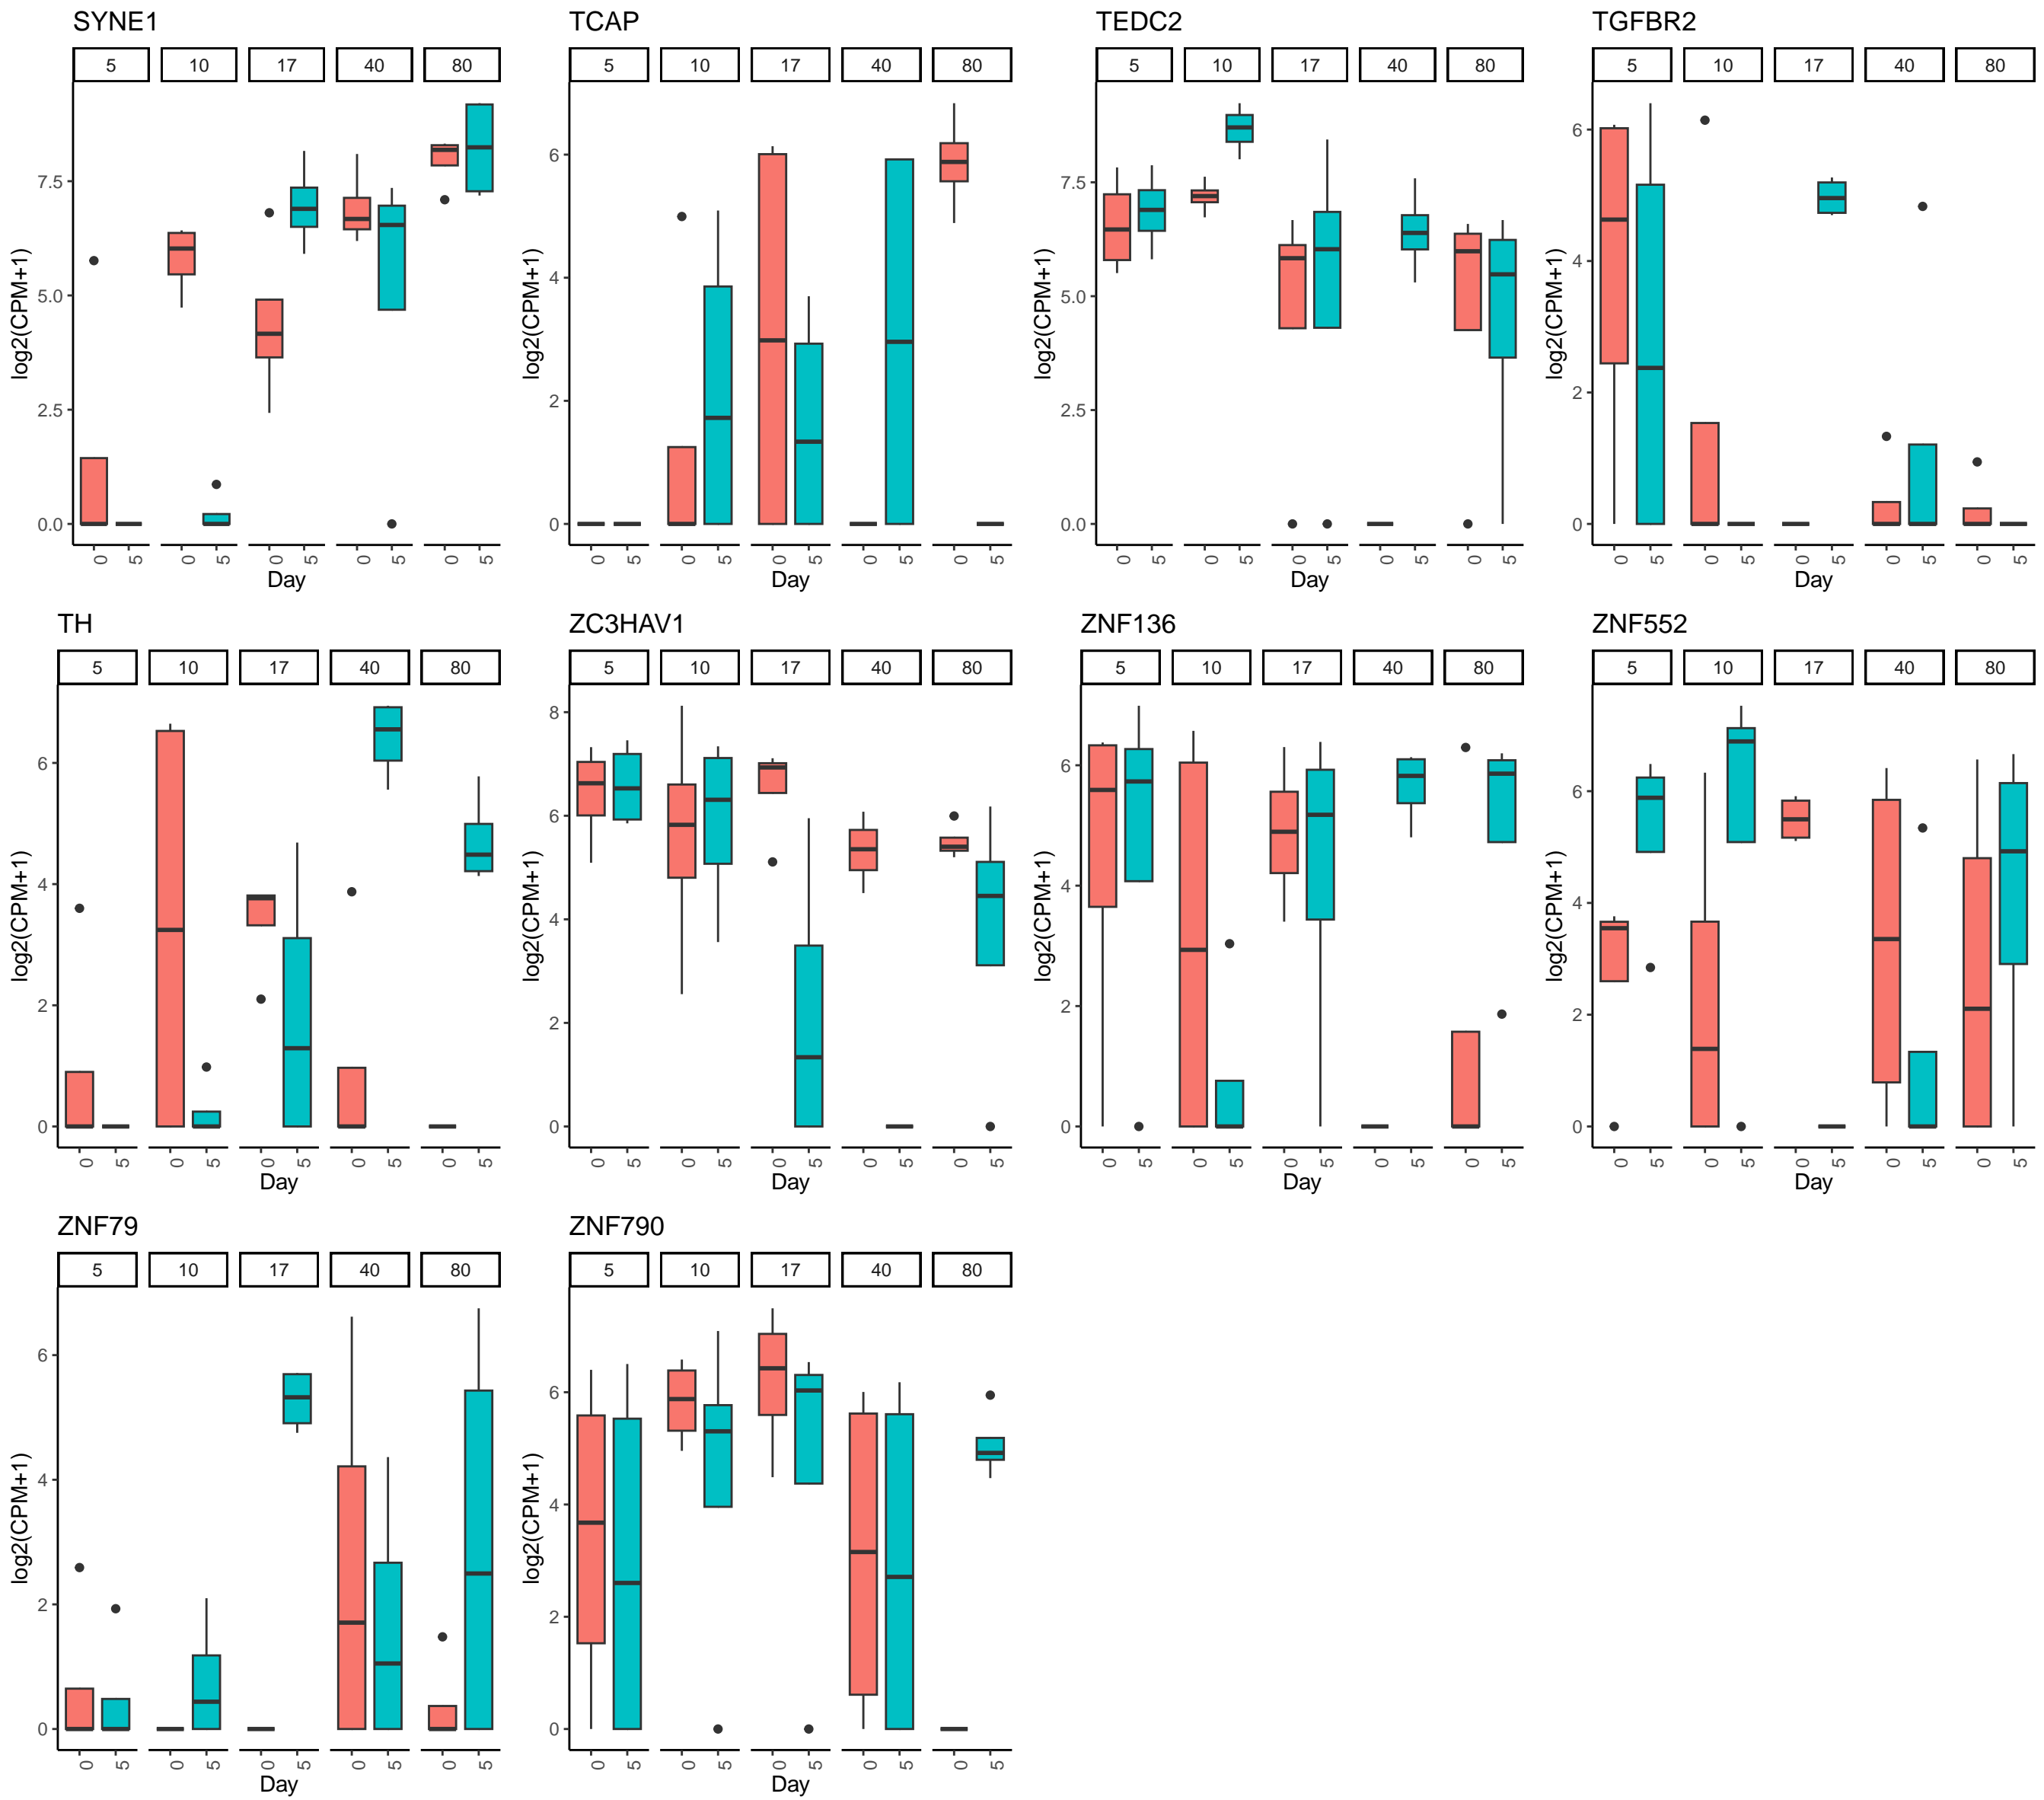 SYNE1 TCAP TEDC2 TGFBR2
5 10 17 40 80 5 10 17 40 80 5 10 17 40 80 5 10 17 40 80
log2(CPM+1) 7.5 5.0 2.5 0.0
log2(CPM+1) 6 4 2 0
log2(CPM+1) 7.5 5.0 2.5 0.0
log2(CPM+1) 6 4 2 0
0 5 0 5 0 5 0 5 0 5 0 5 0 5 0 5 0 5 0 5 0 5 0 5 0 5 0 5 0 5 0 5 0 5 0 5 0 5 0 5
Day Day Day Day
TH ZC3HAV1 ZNF136 ZNF552
5 10 17 40 80 5 10 17 40 80 5 10 17 40 80 5 10 17 40 80
log2(CPM+1) 6 4 2 0
log2(CPM+1) 8 6 4 2 0
log2(CPM+1) 6 4 2 0
log2(CPM+1) 6 4 2 0
0 5 0 5 0 5 0 5 0 5 0 5 0 5 0 5 0 5 0 5 0 5 0 5 0 5 0 5 0 5 0 5 0 5 0 5 0 5 0 5
Day Day Day Day
ZNF79 ZNF790
5 10 17 40 80 5 10 17 40 80
log2(CPM+1) 6 4 2 0
log2(CPM+1) 6 4 2 0
0 5 0 5 0 5 0 5 0 5 0 5 0 5 0 5 0 5 0 5
Day Day